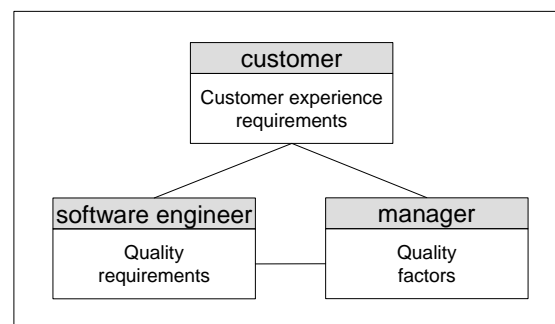 customer
Customer experience
requirements
software engineer
Quality
requirements
manager
Quality
factors